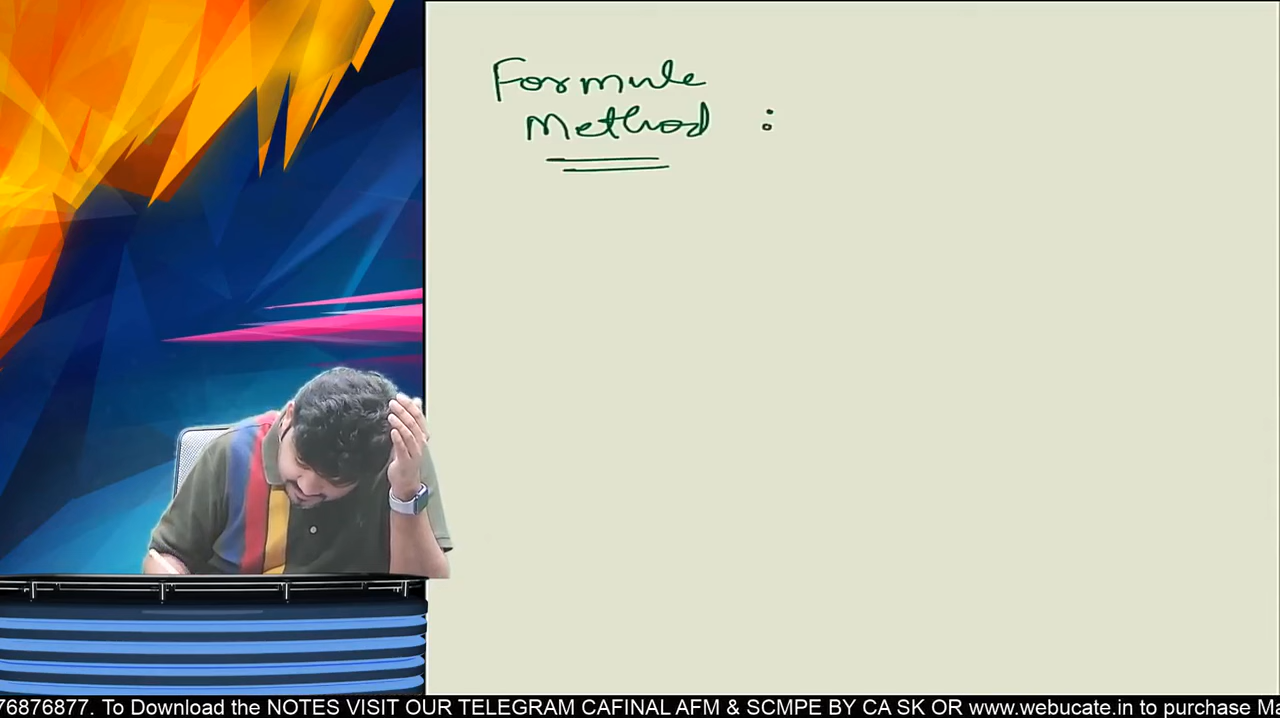 Formule
Method :
76876877. To Download the NOTES VISIT OUR TELEGRAM CAFINAL AFM & SCMPE BY CA SK OR www.webucate.in to purchase Ma